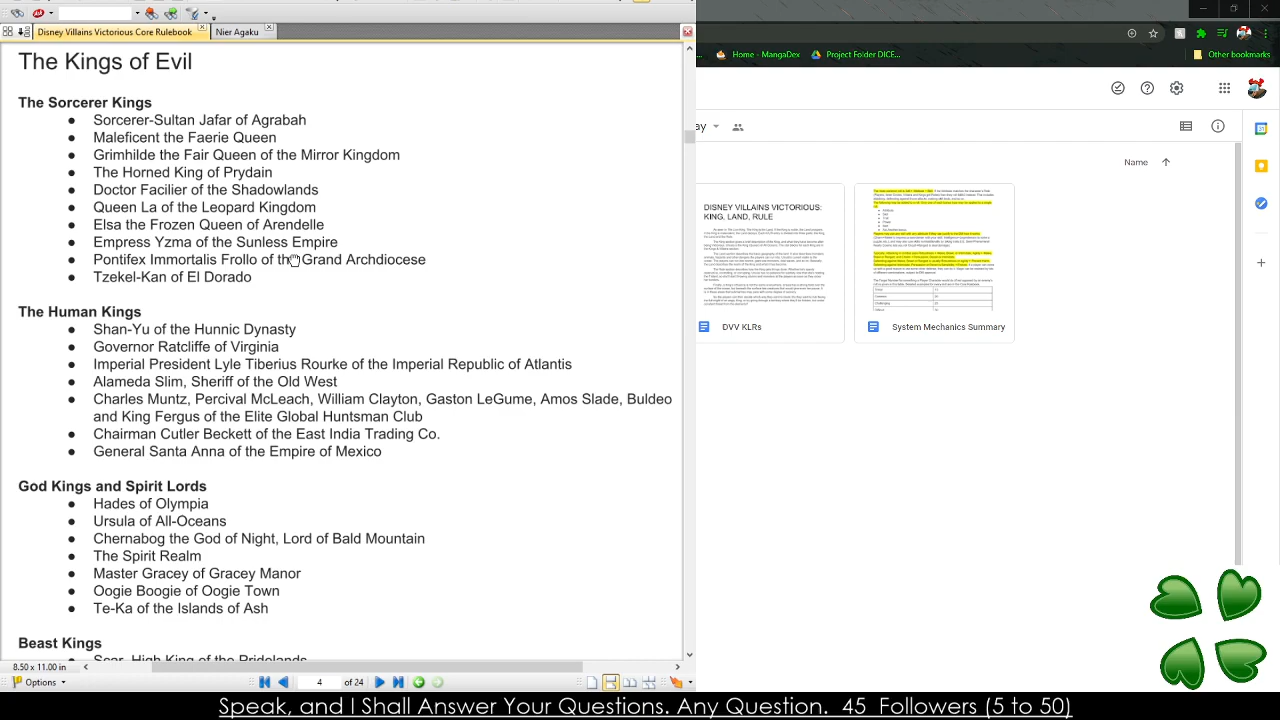 Disney Villains Victorious Core Rulebook
Nier Agaku
Home - MangaDex
Project Folder DICE...
Other bookmarks
The Kings of Evil
The Sorcerer Kings
● Sorcerer-Sultan Jafar of Agrabah
● Maleficent the Faerie Queen
● Grimhilde the Fair Queen of the Mirror Kingdom
● The Horned King of Prydain
● Doctor Facilier of the Shadowlands
● Queen La of the Leopard Kingdom
● Elsa the Frozen Queen of Arendelle
● Empress Yzma of the Sunless Empire
● Pontifex Immortalis Frollo of the Grand Archdiocese
● Tzekel-Kan of El Dorado
The Human Kings
● Shan-Yu of the Hunnic Dynasty
● Governor Ratcliffe of Virginia
● Imperial President Lyle Tiberius Rourke of the Imperial Republic of Atlantis
● Alameda Slim, Sheriff of the Old West
● Charles Muntz, Percival McLeach, William Clayton, Gaston LeGume, Amos Slade, Buldeo
and King Fergus of the Elite Global Huntsman Club
● Chairman Cutler Beckett of the East India Trading Co.
● General Santa Anna of the Empire of Mexico
God Kings and Spirit Lords
● Hades of Olympia
● Ursula of All-Oceans
● Chernabog the God of Night, Lord of Bald Mountain
● The Spirit Realm
● Master Gracey of Gracey Manor
● Oogie Boogie of Oogie Town
● Te-Ka of the Islands of Ash
Beast Kings
● Scar, High King of the Pridelands
8.50 x 11.00 in
Options
4 of 24
ay
Name
DISNEY VILLAINS VICTORIOUS:
KING, LAND, RULE
DVV KLRs
System Mechanics Summary
Speak, and I Shall Answer Your Questions. Any Question. 45 Followers (5 to 50)